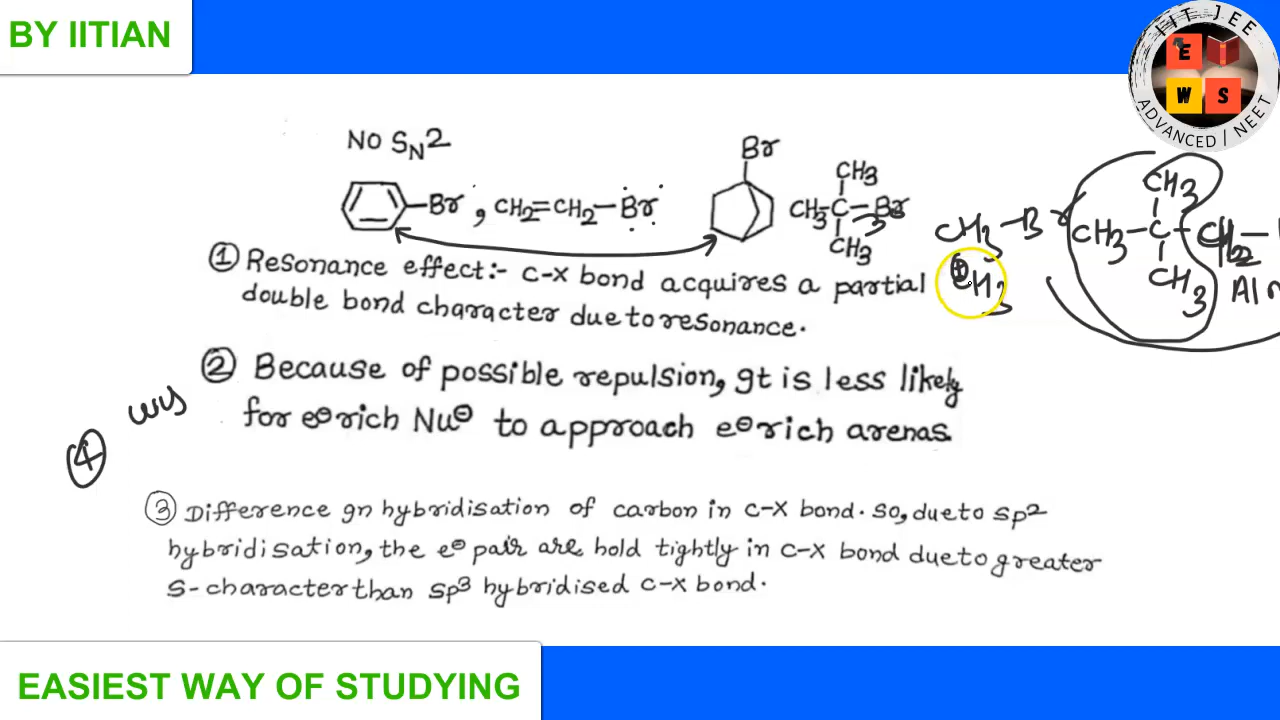 BY IITIAN
IIT JEE
E
W S
ADVANCED / NEET
NO SN2
Br
CH3
Br, CH2=CH2-Br
CH3-C-Br
CH3
CH3-Br
CH3
CH3-C-CH2-
CH3
① Resonance effect:- C-X bond acquires a partial
double bond character due to resonance.
⊕
CH3
② Because of possible repulsion, gt is less likely
for e⊖ rich Nu⊖ to approach e⊖ rich arenas.
④
③ Difference gn hybridisation of carbon in C-X bond. so, due to sp2
hybridisation, the e⊖ pair are hold tightly in C-X bond due to greater
s-character than sp3 hybridised C-X bond.
EASIEST WAY OF STUDYING